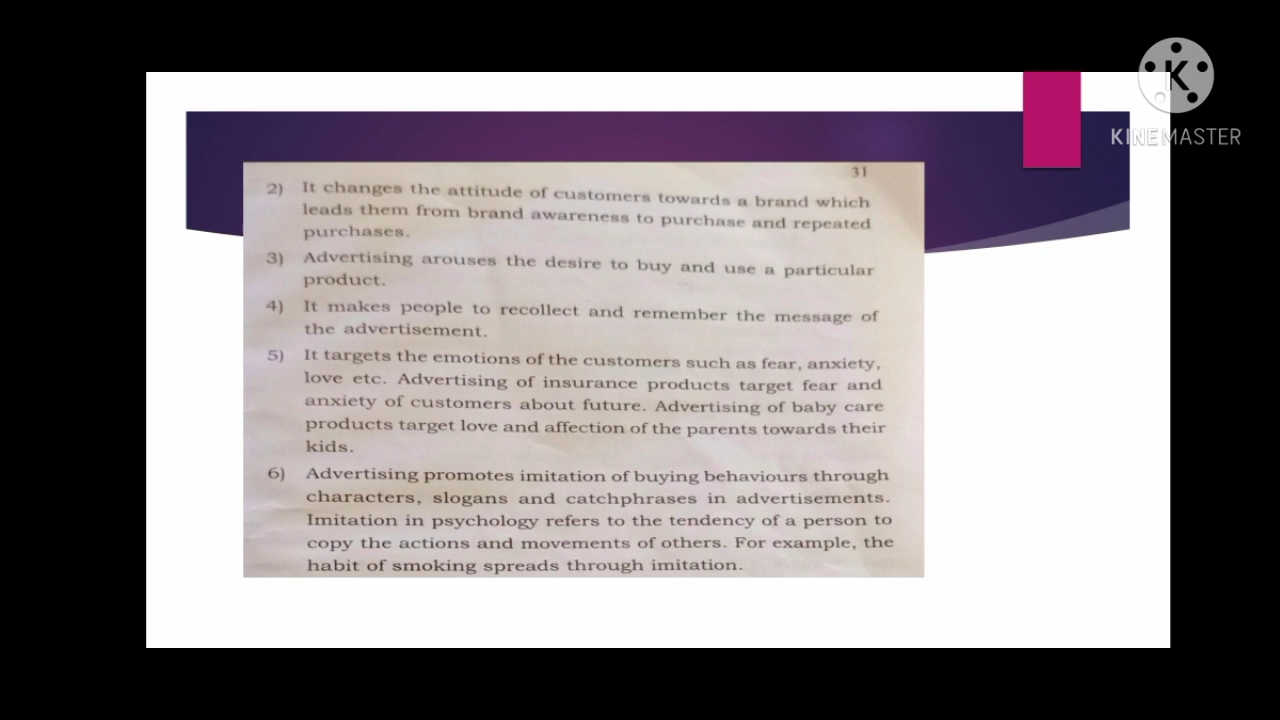 K
KINEMASTER
31
2) It changes the attitude of customers towards a brand which
leads them from brand awareness to purchase and repeated
purchases.
3) Advertising arouses the desire to buy and use a particular
product.
4) It makes people to recollect and remember the message of
the advertisement.
5) It targets the emotions of the customers such as fear, anxiety,
love etc. Advertising of insurance products target fear and
anxiety of customers about future. Advertising of baby care
products target love and affection of the parents towards their
kids.
6) Advertising promotes imitation of buying behaviours through
characters, slogans and catchphrases in advertisements.
Imitation in psychology refers to the tendency of a person to
copy the actions and movements of others. For example, the
habit of smoking spreads through imitation.